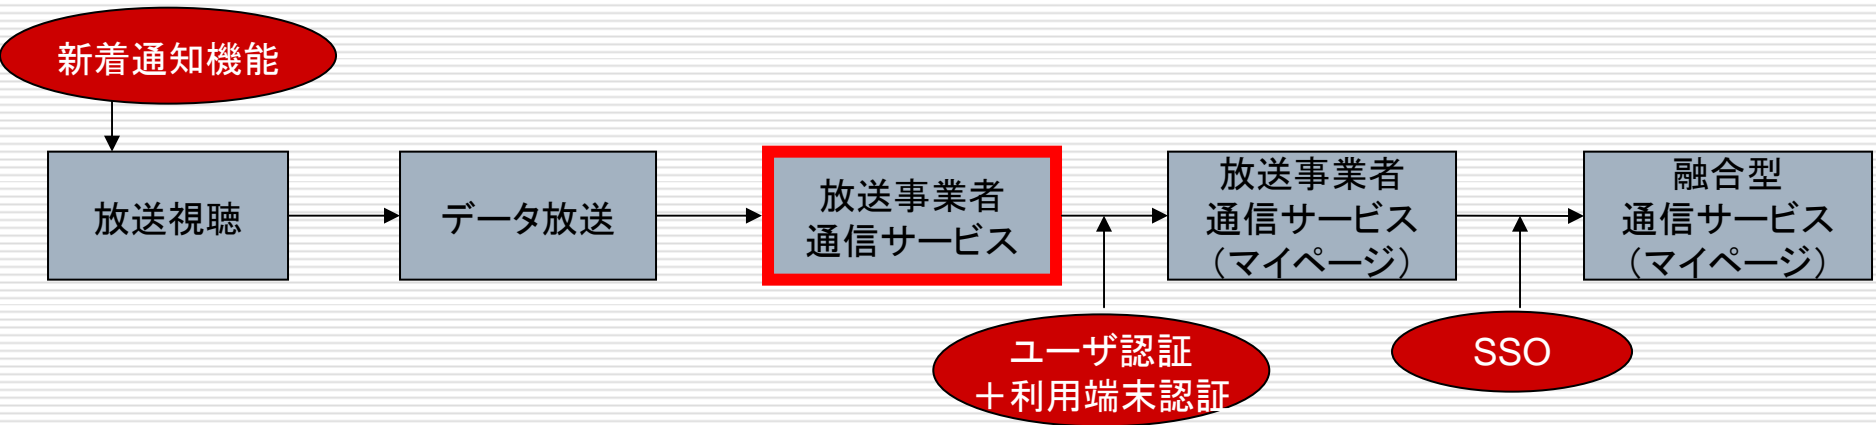 新着通知機能
放送視聴
データ放送
放送事業者
通信サービス
放送事業者
通信サービス
（マイページ）
融合型
通信サービス
（マイページ）
ユーザ認証
＋利用端末認証
SSO